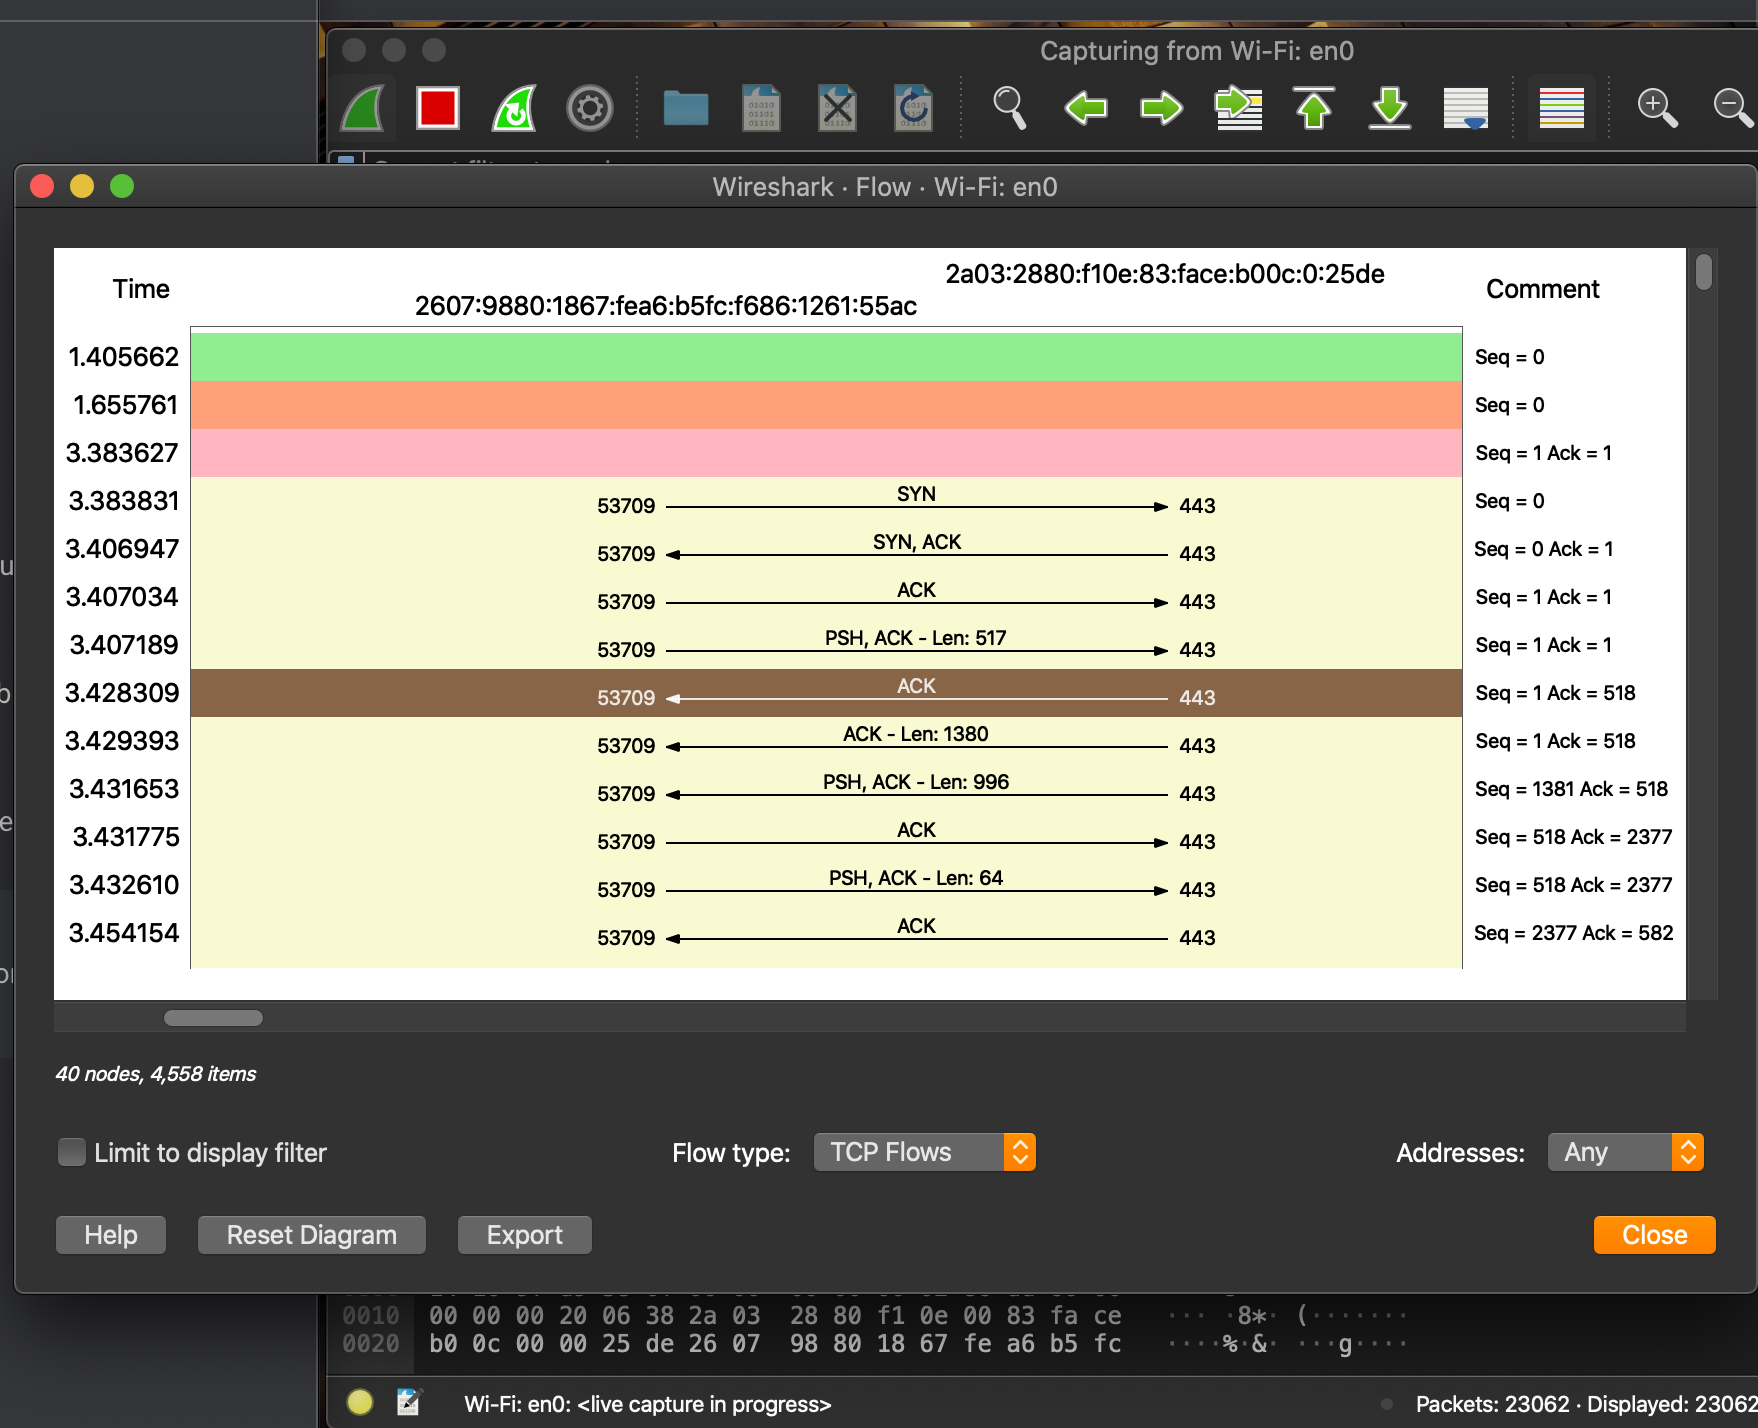 Capturing from Wi-Fi: en0
Wireshark · Flow · Wi-Fi: en0
Time
2607:9880:1867:fea6:b5fc:f686:1261:55ac
2a03:2880:f10e:83:face:b00c:0:25de
Comment
1.405662 Seq = 0
1.655761 Seq = 0
3.383627 Seq = 1 Ack = 1
3.383831 53709 SYN 443 Seq = 0
3.406947 53709 SYN, ACK 443 Seq = 0 Ack = 1
3.407034 53709 ACK 443 Seq = 1 Ack = 1
3.407189 53709 PSH, ACK - Len: 517 443 Seq = 1 Ack = 1
3.428309 53709 ACK 443 Seq = 1 Ack = 518
3.429393 53709 ACK - Len: 1380 443 Seq = 1 Ack = 518
3.431653 53709 PSH, ACK - Len: 996 443 Seq = 1381 Ack = 518
3.431775 53709 ACK 443 Seq = 518 Ack = 2377
3.432610 53709 PSH, ACK - Len: 64 443 Seq = 518 Ack = 2377
3.454154 53709 ACK 443 Seq = 2377 Ack = 582
40 nodes, 4,558 items
Limit to display filter
Flow type: TCP Flows
Addresses: Any
Help Reset Diagram Export Close
0010 00 00 00 20 06 38 2a 03 28 80 f1 0e 00 83 fa ce ··· ·8*· (·······
0020 b0 0c 00 00 25 de 26 07 98 80 18 67 fe a6 b5 fc ····%·&· ···g····
Wi-Fi: en0: <live capture in progress>
Packets: 23062 · Displayed: 23062